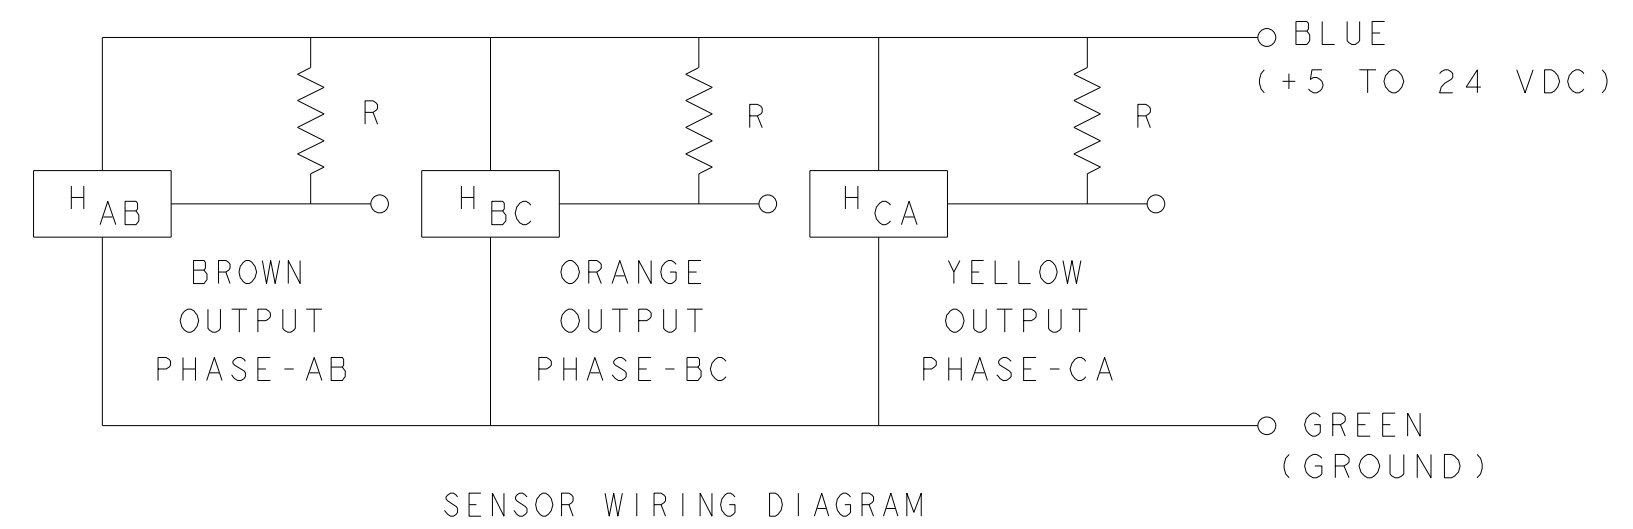 BLUE
(+5 TO 24 VDC)
R
R
R
H AB
H BC
H CA
BROWN
OUTPUT
PHASE-AB
ORANGE
OUTPUT
PHASE-BC
YELLOW
OUTPUT
PHASE-CA
GREEN
(GROUND)
SENSOR WIRING DIAGRAM